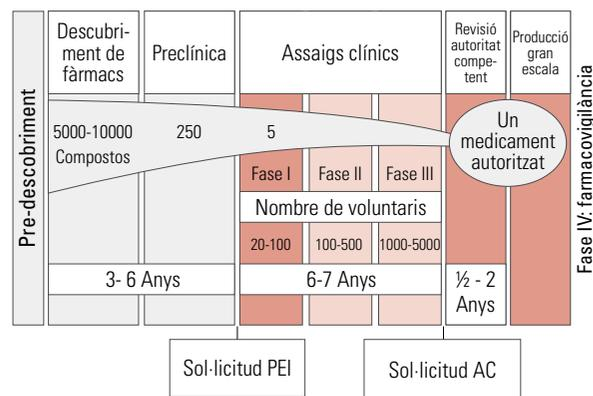 Pre-descobriment
Descubri-
ment de
fàrmacs
Preclínica
Assaigs clínics
Revisió
autoritat
compe-
tent
Producció
gran
escala
5000-10000
Compostos
250
5
Un
medicament
autoritzat
Fase I
Fase II
Fase III
Nombre de voluntaris
20-100
100-500
1000-5000
3- 6 Anys
6-7 Anys
½ - 2
Anys
Fase IV: farmacovigilància
Sol·licitud PEI
Sol·licitud AC